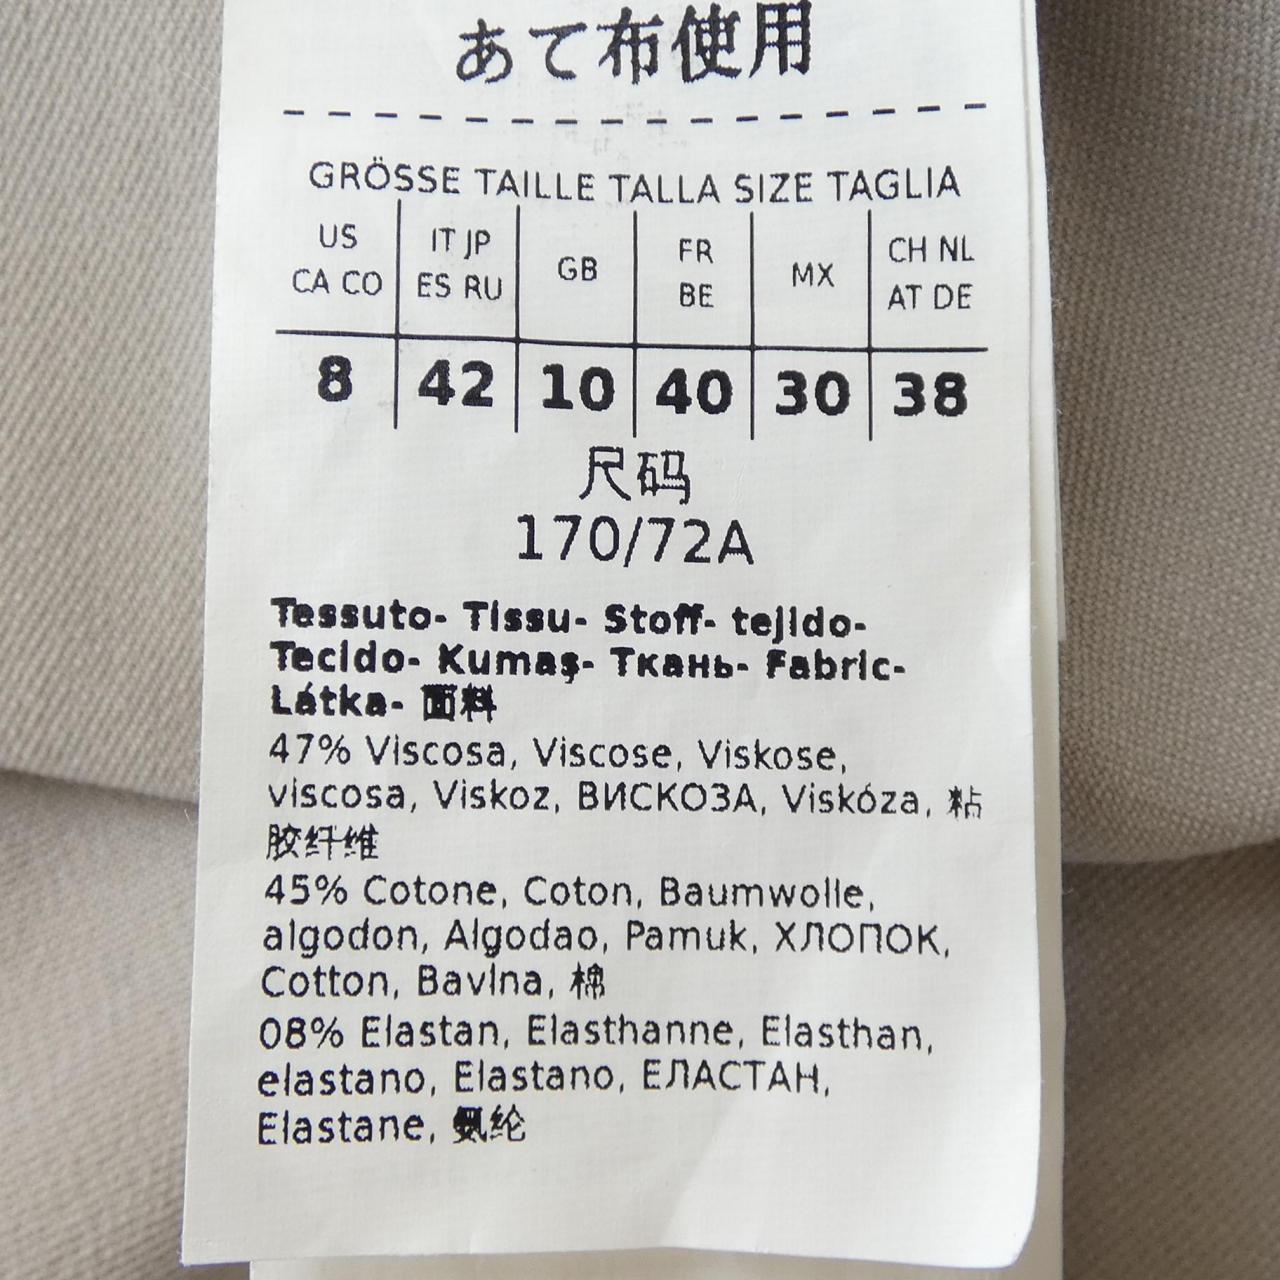 あて布使用
GRÖSSE TAILLE TALLA SIZE TAGLIA
US IT JP GB FR MX CH NL
CA CO ES RU BE AT DE
8 42 10 40 30 38
尺码
170/72A
Tessuto- Tissu- Stoff- tejido-
Tecido- Kumaş- Ткань- Fabric-
Látka- 面料
47% Viscosa, Viscose, Viskose,
viscosa, Viskoz, ВИСКОЗА, Viskóza, 粘
胶纤维
45% Cotone, Coton, Baumwolle,
algodon, Algodao, Pamuk, ХЛОПОК,
Cotton, Bavlna, 棉
08% Elastan, Elasthanne, Elasthan,
elastano, Elastano, ЕЛАСТАН,
Elastane, 氨纶